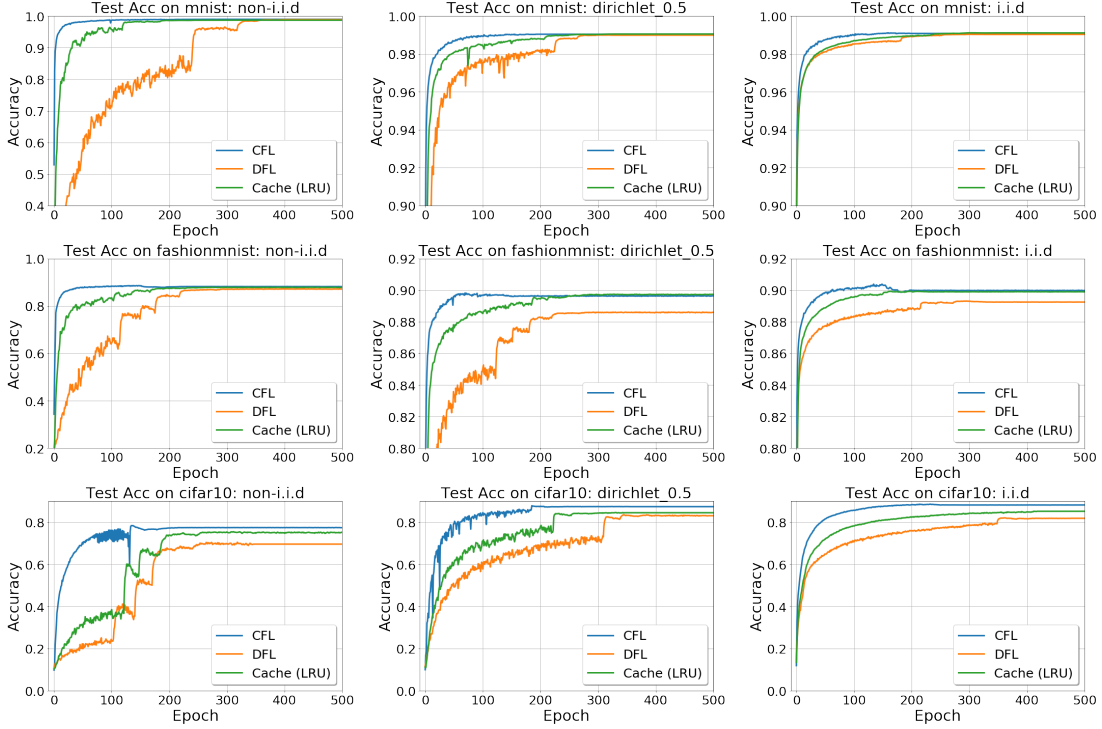 Test Acc on mnist: non-i.i.d
1.0
0.9
0.8
0.7
0.6
0.5
0.4
Accuracy
0 100 200 300 400 500
Epoch
CFL
DFL
Cache (LRU)
Test Acc on mnist: dirichlet_0.5
1.00
0.98
0.96
0.94
0.92
0.90
Accuracy
0 100 200 300 400 500
Epoch
CFL
DFL
Cache (LRU)
Test Acc on mnist: i.i.d
1.00
0.98
0.96
0.94
0.92
0.90
Accuracy
0 100 200 300 400 500
Epoch
CFL
DFL
Cache (LRU)
Test Acc on fashionmnist: non-i.i.d
1.0
0.8
0.6
0.4
0.2
Accuracy
0 100 200 300 400 500
Epoch
CFL
DFL
Cache (LRU)
Test Acc on fashionmnist: dirichlet_0.5
0.92
0.90
0.88
0.86
0.84
0.82
0.80
Accuracy
0 100 200 300 400 500
Epoch
CFL
DFL
Cache (LRU)
Test Acc on fashionmnist: i.i.d
0.92
0.90
0.88
0.86
0.84
0.82
0.80
Accuracy
0 100 200 300 400 500
Epoch
CFL
DFL
Cache (LRU)
Test Acc on cifar10: non-i.i.d
0.8
0.6
0.4
0.2
0.0
Accuracy
0 100 200 300 400 500
Epoch
CFL
DFL
Cache (LRU)
Test Acc on cifar10: dirichlet_0.5
0.8
0.6
0.4
0.2
0.0
Accuracy
0 100 200 300 400 500
Epoch
CFL
DFL
Cache (LRU)
Test Acc on cifar10: i.i.d
0.8
0.6
0.4
0.2
0.0
Accuracy
0 100 200 300 400 500
Epoch
CFL
DFL
Cache (LRU)